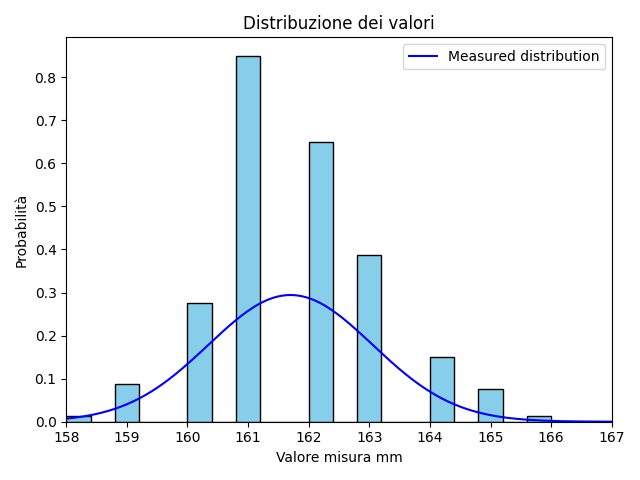 Distribuzione dei valori
Measured distribution
Probabilità
0.8
0.7
0.6
0.5
0.4
0.3
0.2
0.1
0.0
158 159 160 161 162 163 164 165 166 167
Valore misura mm